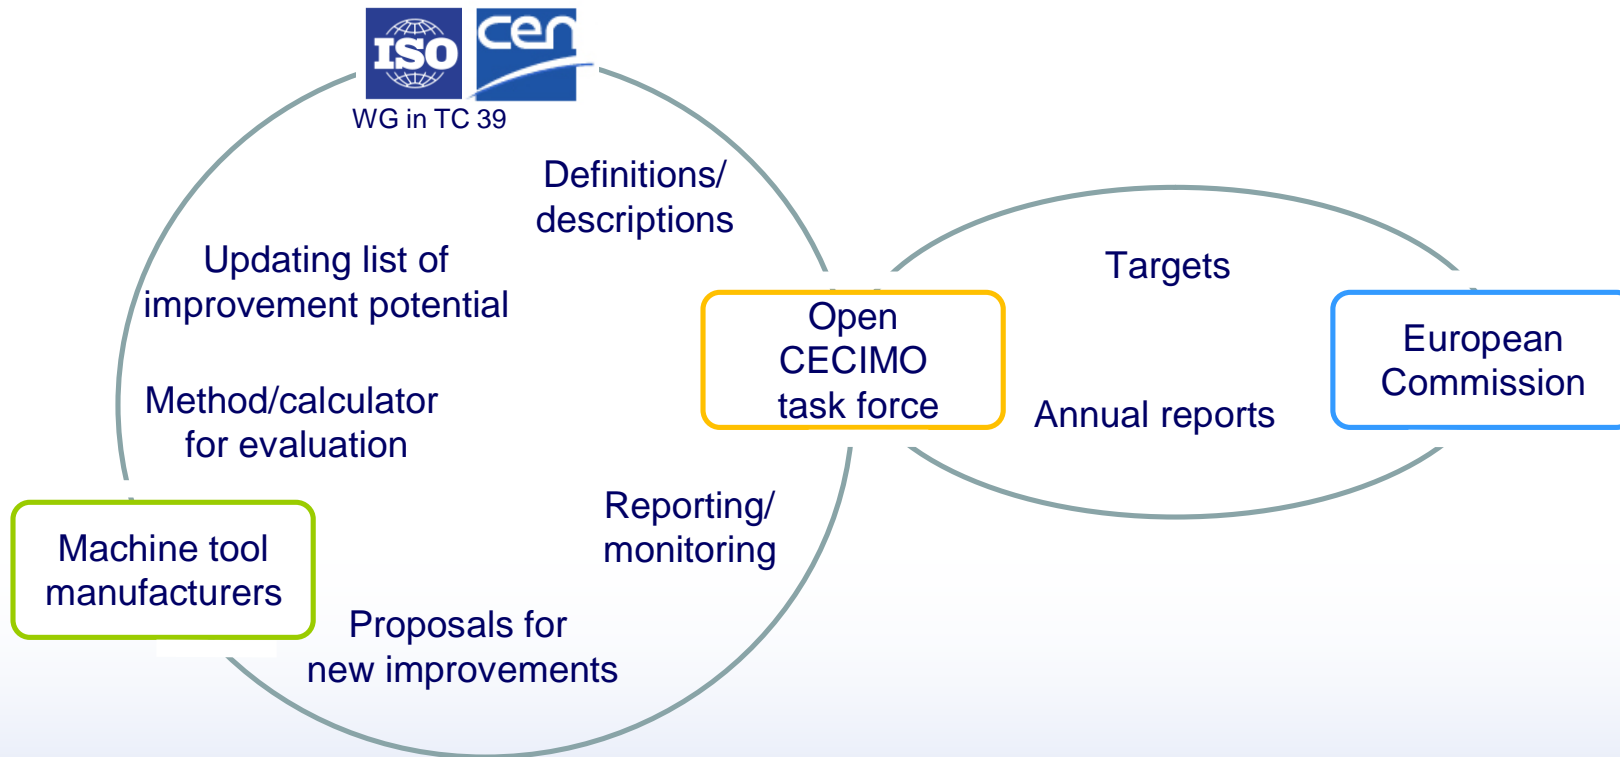 ISO
cen
WG in TC 39
Definitions/
descriptions
Updating list of
improvement potential
Method/calculator
for evaluation
Machine tool
manufacturers
Proposals for
new improvements
Reporting/
monitoring
Open
CECIMO
task force
Targets
Annual reports
European
Commission